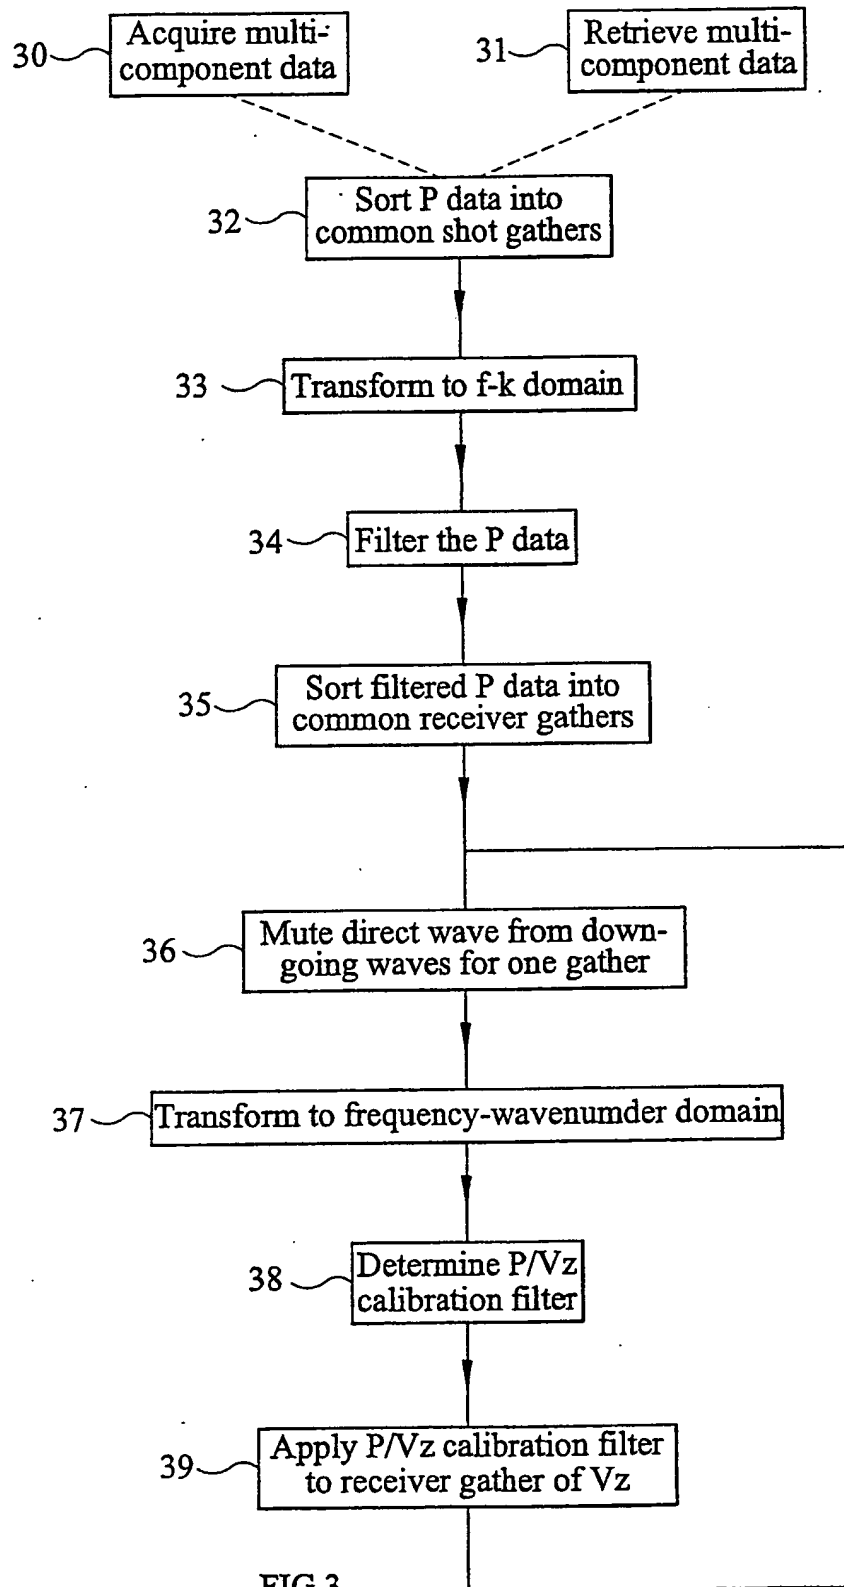 30
Acquire multi-
component data
31
Retrieve multi-
component data
32
Sort P data into
common shot gathers
33
Transform to f-k domain
34
Filter the P data
35
Sort filtered P data into
common receiver gathers
36
Mute direct wave from down-
going waves for one gather
37
Transform to frequency-wavenumder domain
38
Determine P/Vz
calibration filter
39
Apply P/Vz calibration filter
to receiver gather of Vz
FIG 3